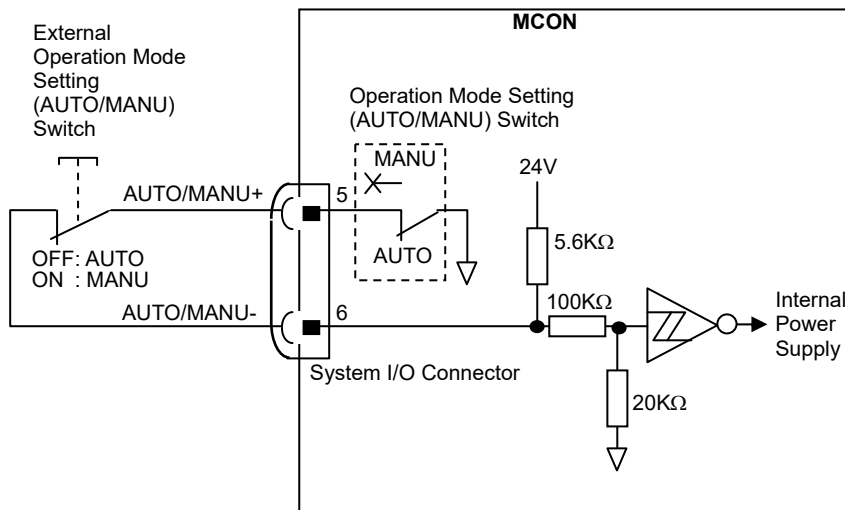 MCON
External
Operation Mode
Setting
(AUTO/MANU)
Switch
Operation Mode Setting
(AUTO/MANU) Switch
MANU
24V
AUTO/MANU+
5
AUTO
5.6KΩ
OFF: AUTO
ON : MANU
100KΩ
Internal
Power
Supply
AUTO/MANU-
6
System I/O Connector
20KΩ